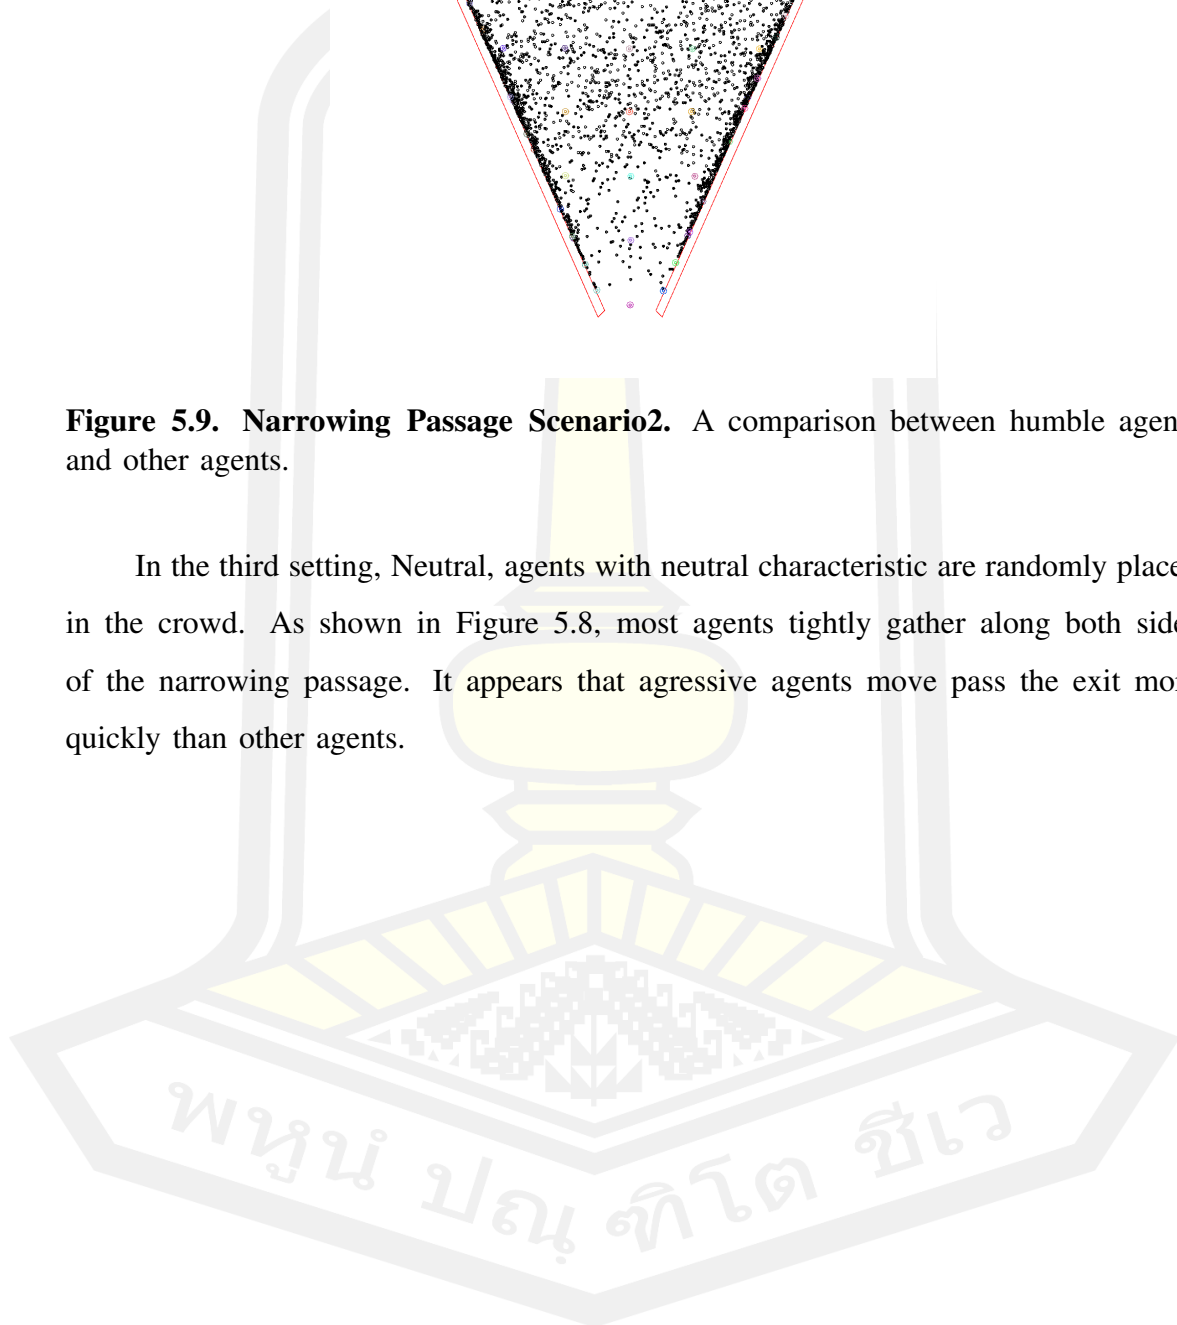 Figure 5.9. Narrowing Passage Scenario2. A comparison between humble agen
and other agents.
In the third setting, Neutral, agents with neutral characteristic are randomly place
in the crowd. As shown in Figure 5.8, most agents tightly gather along both side
of the narrowing passage. It appears that agressive agents move pass the exit mor
quickly than other agents.
พหูนํ ปณฺฑิโต ชีเว